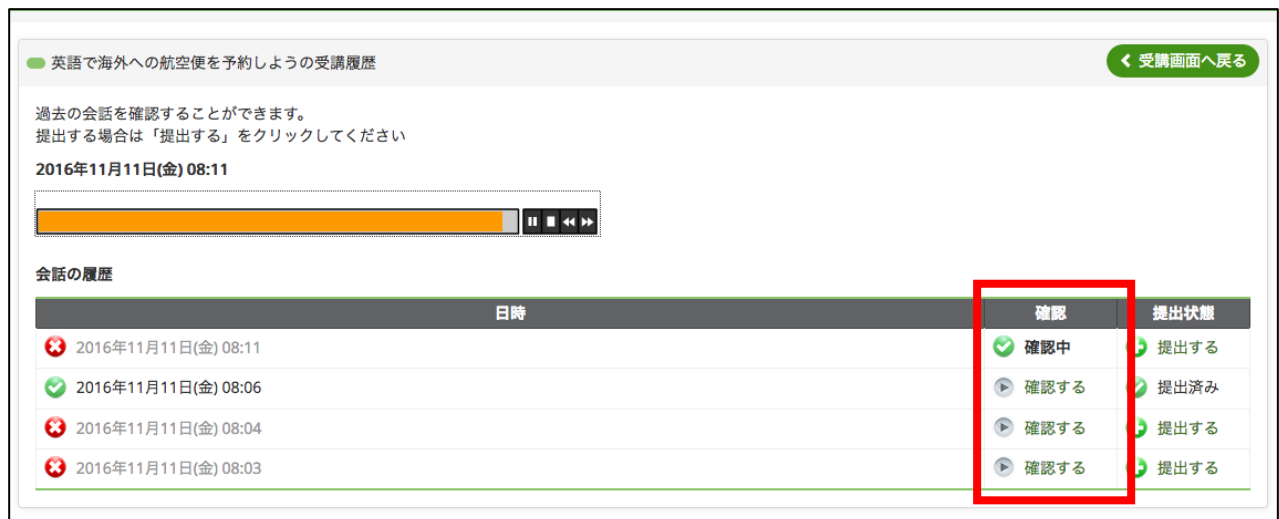 英語で海外への航空便を予約しようの受講履歴
受講画面へ戻る
過去の会話を確認することができます。
提出する場合は「提出する」をクリックしてください
2016年11月11日(金) 08:11
会話の履歴
日時 確認 提出状態
2016年11月11日(金) 08:11 確認中 提出する
2016年11月11日(金) 08:06 確認する 提出済み
2016年11月11日(金) 08:04 確認する 提出する
2016年11月11日(金) 08:03 確認する 提出する